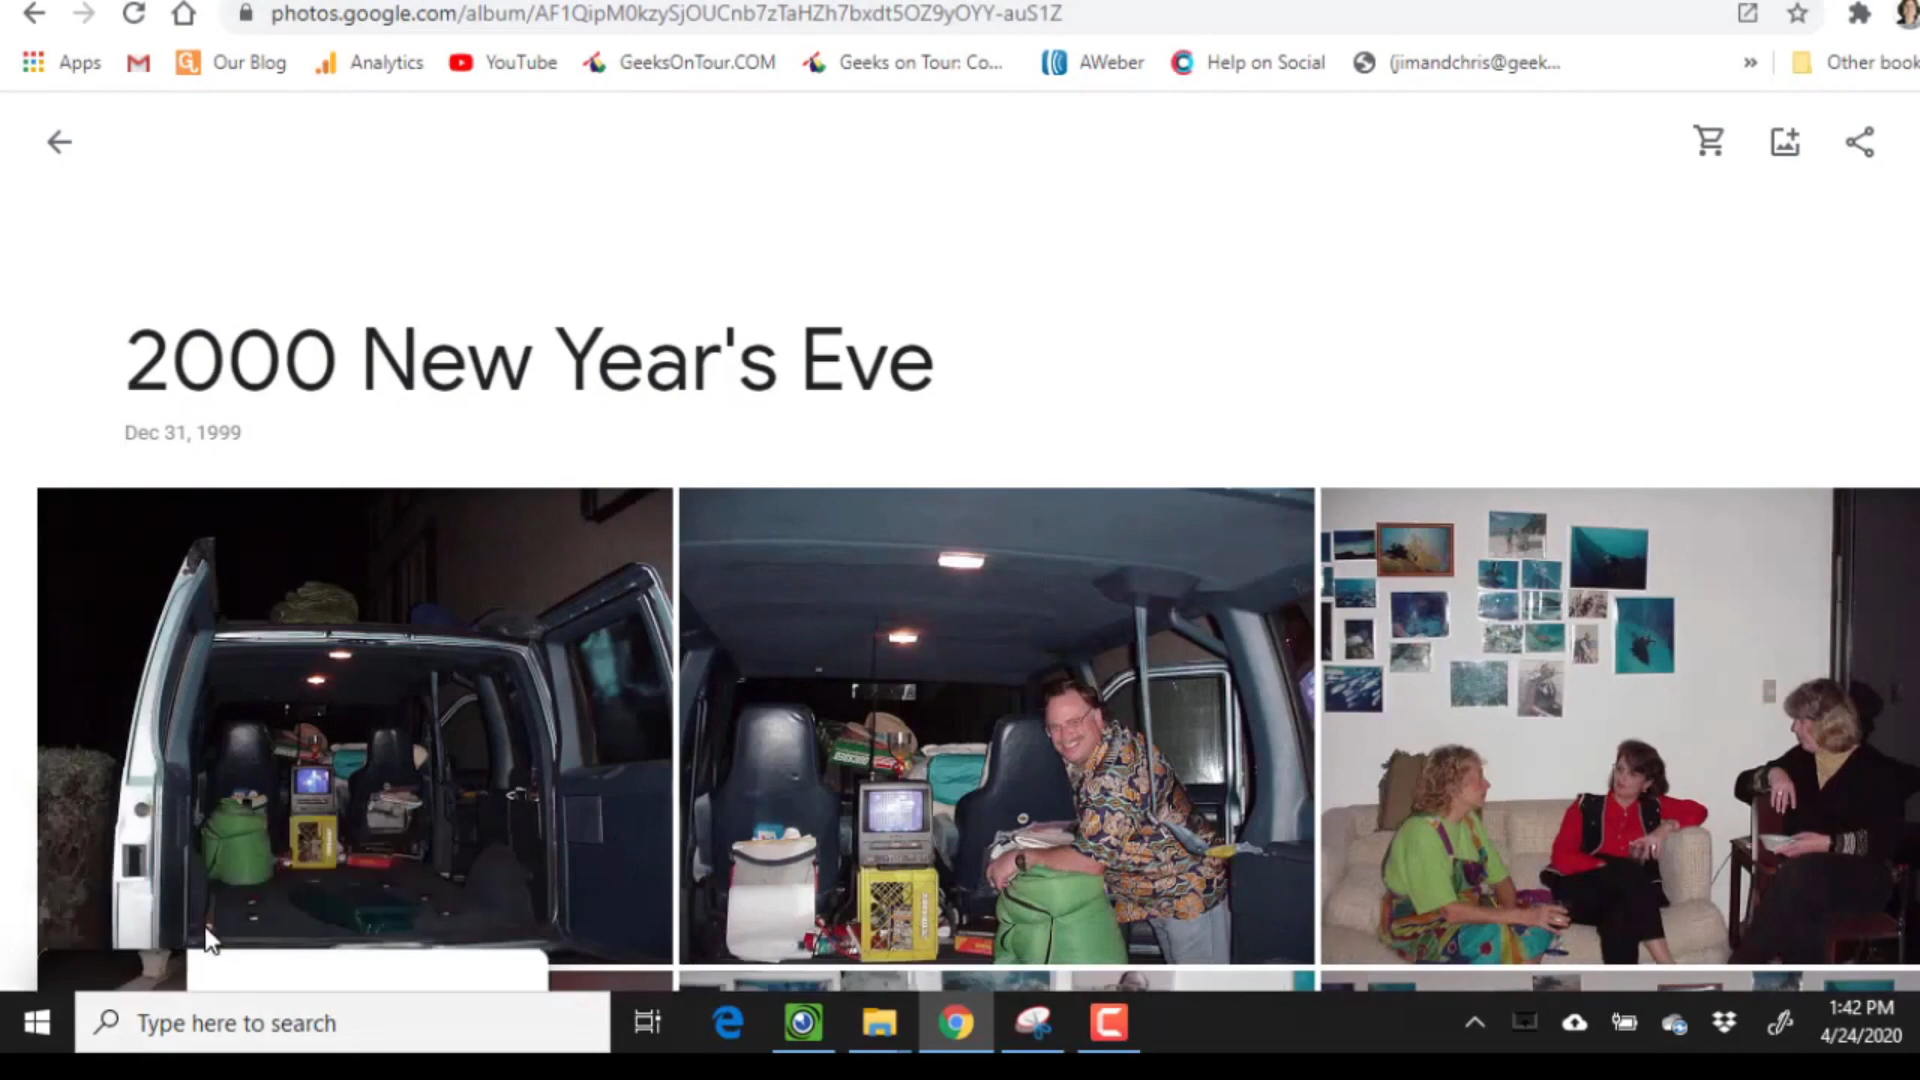 photos.google.com/album/AF1QipM0kzySjOUCnb7zTaHZh7bxdt5OZ9yOYY-auS1Z
Apps Our Blog Analytics YouTube GeeksOnTour.COM Geeks on Tour: Co... AWeber Help on Social (jimandchris@geek... » Other book
2000 New Year's Eve
Dec 31, 1999
Type here to search
1:42 PM
4/24/2020